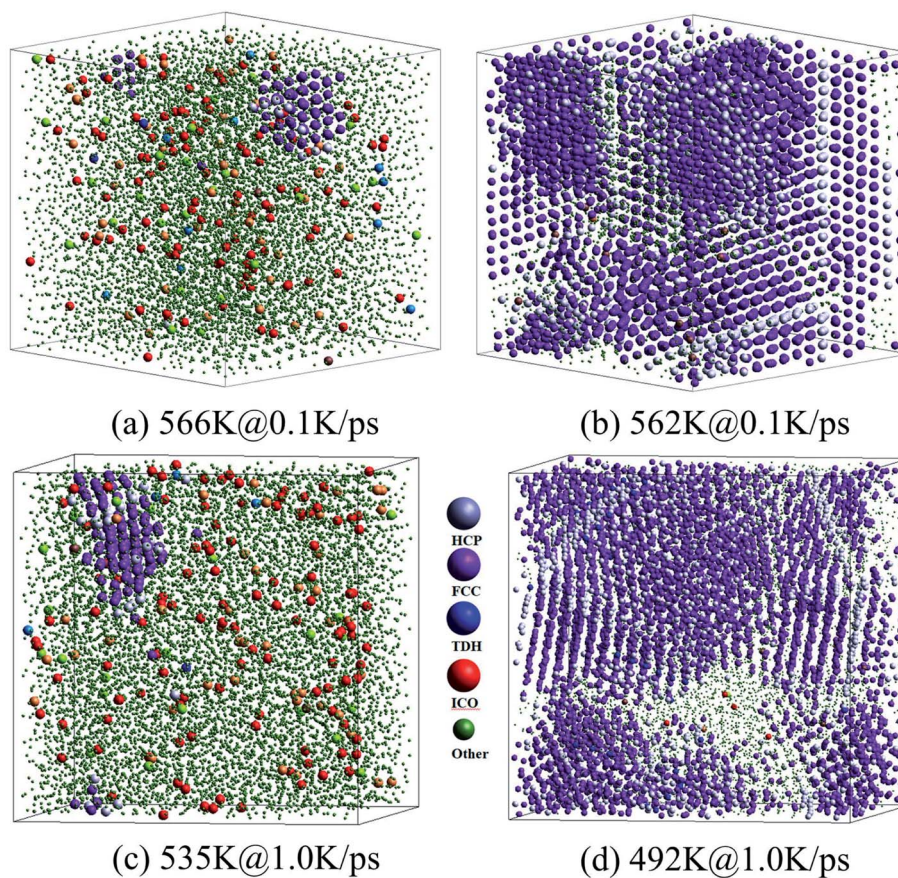 (a) 566K@0.1K/ps
(b) 562K@0.1K/ps
HCP
FCC
TDH
ICO
Other
(c) 535K@1.0K/ps
(d) 492K@1.0K/ps